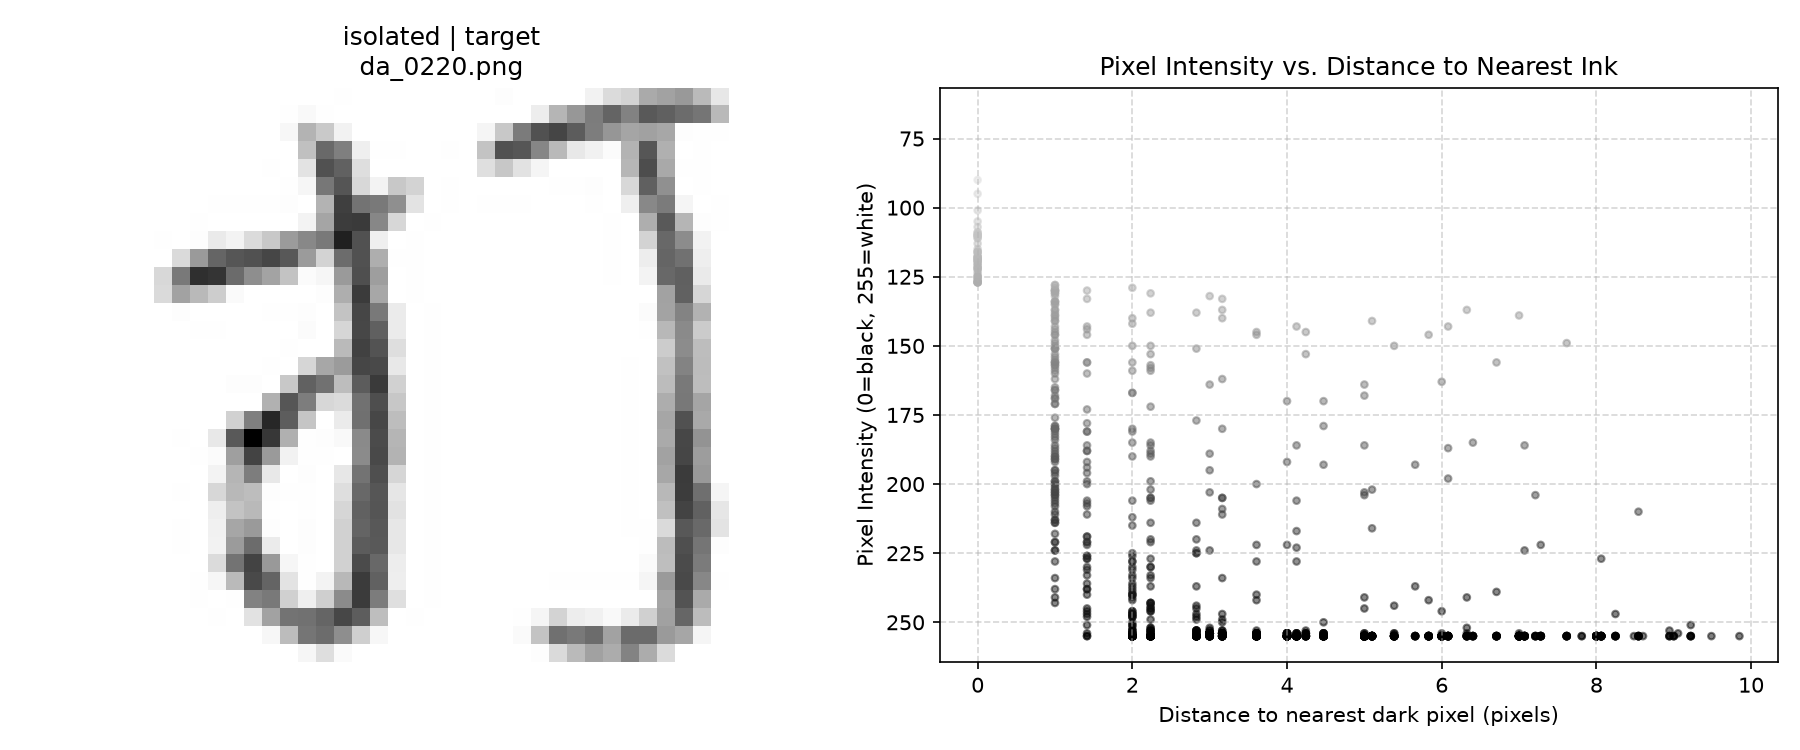 isolated | target
da_0220.png
Pixel Intensity vs. Distance to Nearest Ink
Pixel Intensity (0=black, 255=white)
75
100
125
150
175
200
225
250
0 2 4 6 8 10
Distance to nearest dark pixel (pixels)